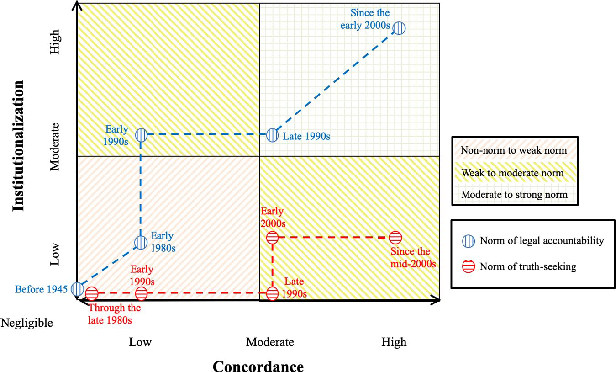 High
Moderate
Low
Institutionalization
Since the
early 2000s
Early
1990s
Late 1990s
Early
1980s
Before 1945
Early
2000s
Since the
mid-2000s
Early
1990s
Late
1990s
Through the
late 1980s
Negligible
Low
Moderate
High
Concordance
Non-norm to weak norm
Weak to moderate norm
Moderate to strong norm
Norm of legal accountability
Norm of truth-seeking